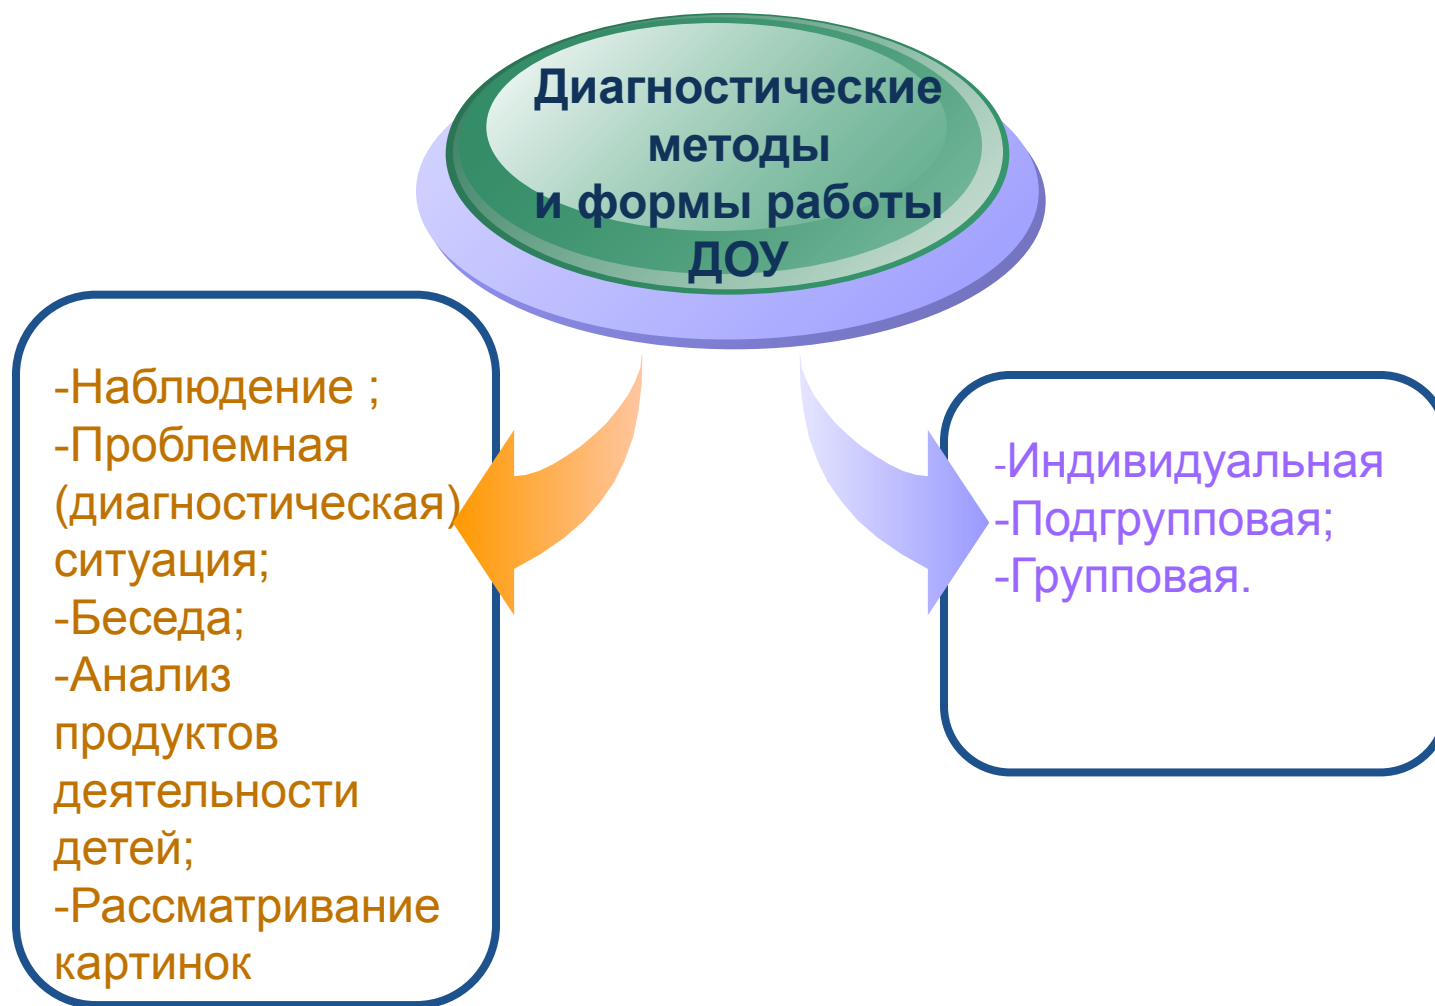 Диагностические
методы
и формы работы
ДОУ
-Наблюдение ;
-Проблемная
(диагностическая)
ситуация;
-Беседа;
-Анализ
продуктов
деятельности
детей;
-Рассматривание
картинок
-Индивидуальная
-Подгрупповая;
-Групповая.